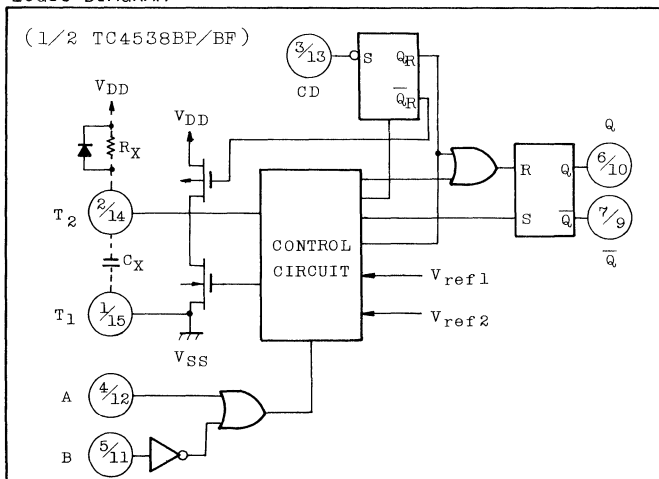 (1/2 TC4538BP/BF)
3/13
CD
S
QR
Q̅R
VDD
RX
VDD
T2
2/14
CX
T1
1/15
VSS
CONTROL
CIRCUIT
Vref1
Vref2
R
Q
S
Q̅
Q
6/10
7/9
Q̅
A
4/12
B
5/11